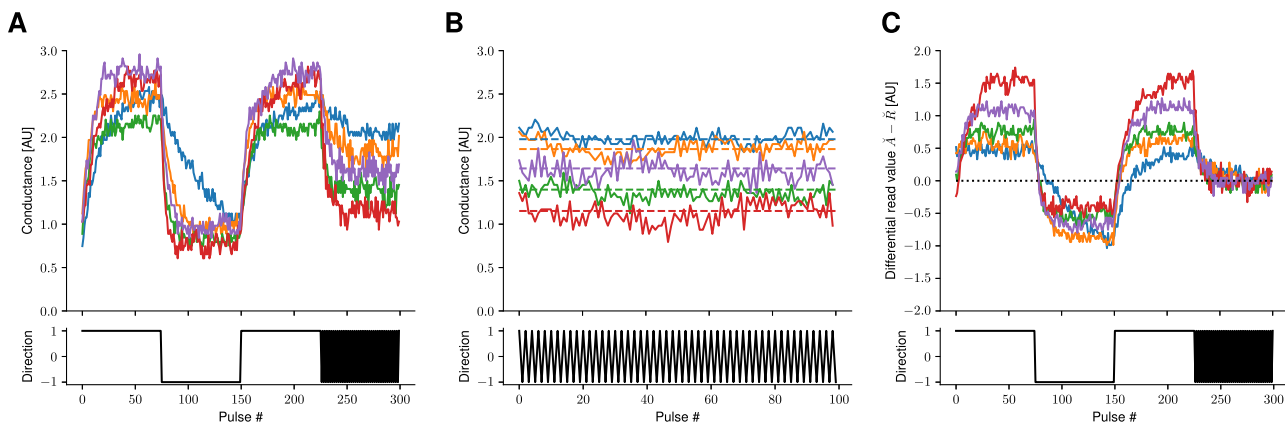 A
Conductance [AU]
3.0
2.5
2.0
1.5
1.0
0.5
0.0
Direction
1
0
−1
0 50 100 150 200 250 300
Pulse #
B
Conductance [AU]
3.0
2.5
2.0
1.5
1.0
0.5
0.0
Direction
1
0
−1
0 20 40 60 80 100
Pulse #
C
Differential read value Ă − R̆ [AU]
2.0
1.5
1.0
0.5
0.0
−0.5
−1.0
−1.5
−2.0
Direction
1
0
−1
0 50 100 150 200 250 300
Pulse #